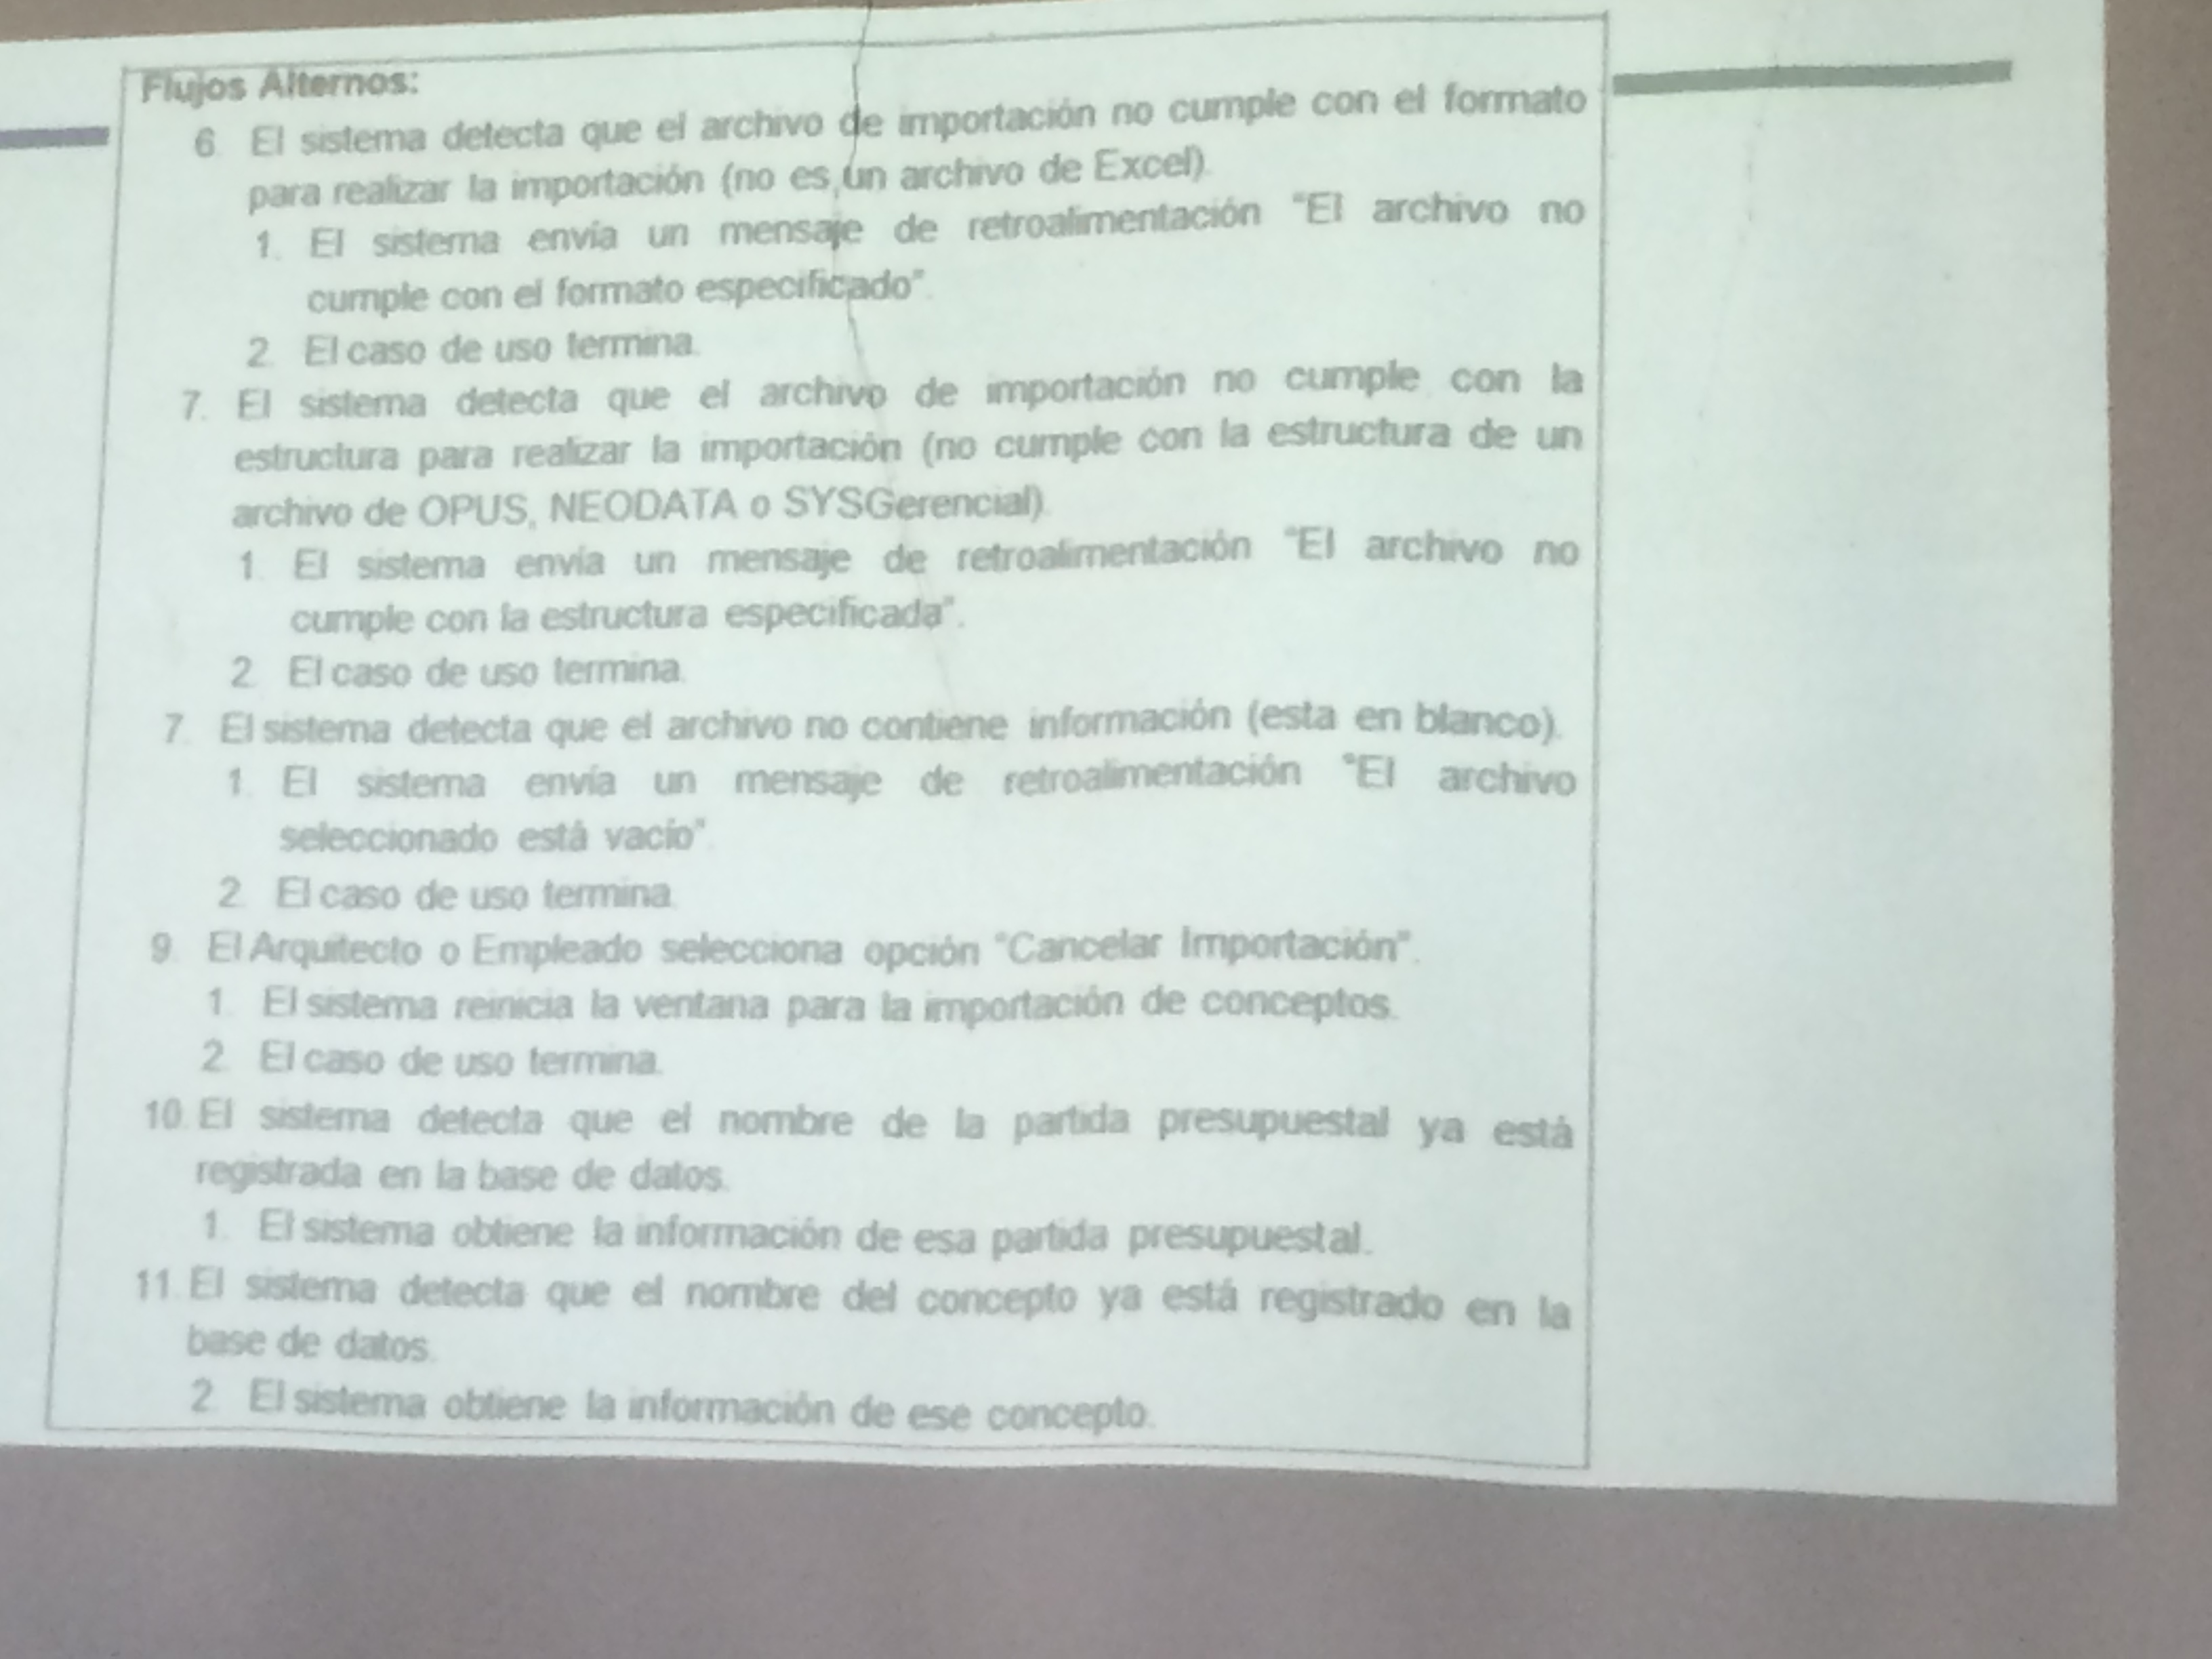 Flujos Alternos:
6. El sistema detecta que el archivo de importación no cumple con el formato
para realizar la importación (no es un archivo de Excel).
1. El sistema envía un mensaje de retroalimentación "El archivo no
cumple con el formato especificado".
2. El caso de uso termina.
7. El sistema detecta que el archivo de importación no cumple con la
estructura para realizar la importación (no cumple con la estructura de un
archivo de OPUS, NEODATA o SYSGerencial).
1. El sistema envía un mensaje de retroalimentación "El archivo no
cumple con la estructura especificada".
2. El caso de uso termina.
7. El sistema detecta que el archivo no contiene información (esta en blanco).
1. El sistema envía un mensaje de retroalimentación "El archivo
seleccionado está vacío".
2. El caso de uso termina.
9. El Arquitecto o Empleado selecciona opción "Cancelar Importación".
1. El sistema reinicia la ventana para la importación de conceptos.
2. El caso de uso termina.
10. El sistema detecta que el nombre de la partida presupuestal ya está
registrada en la base de datos.
1. El sistema obtiene la información de esa partida presupuestal.
11. El sistema detecta que el nombre del concepto ya está registrado en la
base de datos.
2. El sistema obtiene la información de ese concepto.